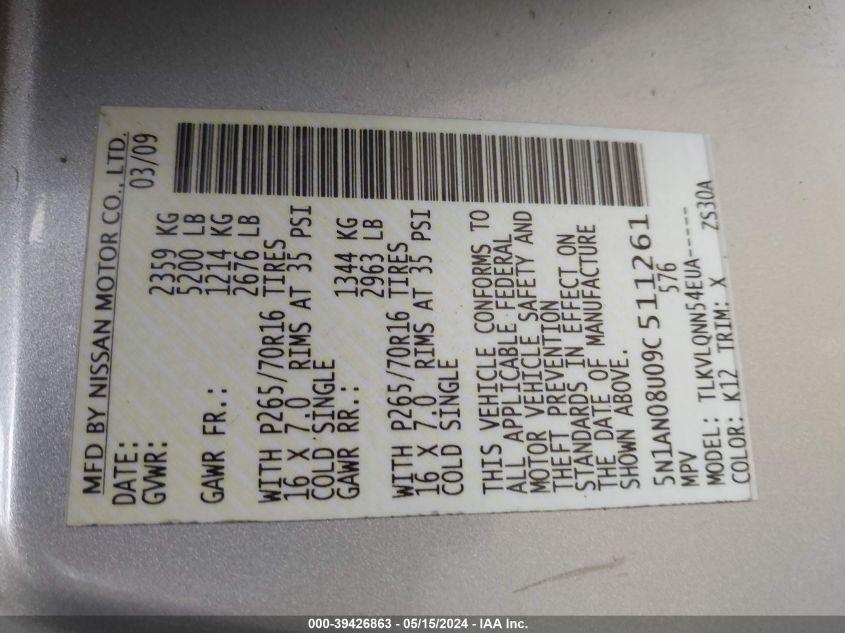 MFD BY NISSAN MOTOR CO., LTD.
DATE: 03/09
GVWR: 2359 KG
5200 LB
GAWR FR.: 1214 KG
2676 LB
WITH P265/70R16 TIRES
16 X 7.0 RIMS AT 35 PSI
COLD SINGLE
GAWR RR.: 1344 KG
2963 LB
WITH P265/70R16 TIRES
16 X 7.0 RIMS AT 35 PSI
COLD SINGLE
THIS VEHICLE CONFORMS TO
ALL APPLICABLE FEDERAL
MOTOR VEHICLE SAFETY AND
THEFT PREVENTION
STANDARDS IN EFFECT ON
THE DATE OF MANUFACTURE
SHOWN ABOVE.
5N1AN08U09C511261
MPV 576
MODEL: TLKVLQNN54EUA-----
COLOR: K12 TRIM: X ZS30A
000-39426863 - 05/15/2024 - IAA Inc.